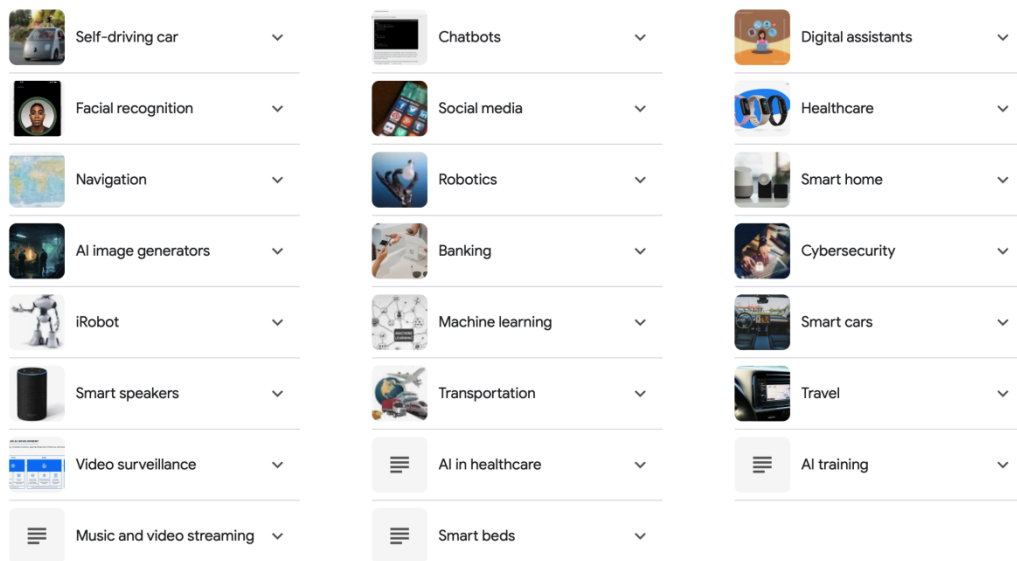 Self-driving car
Chatbots
Digital assistants
Facial recognition
Social media
Healthcare
Navigation
Robotics
Smart home
AI image generators
Banking
Cybersecurity
iRobot
Machine learning
Smart cars
Smart speakers
Transportation
Travel
Video surveillance
AI in healthcare
AI training
Music and video streaming
Smart beds